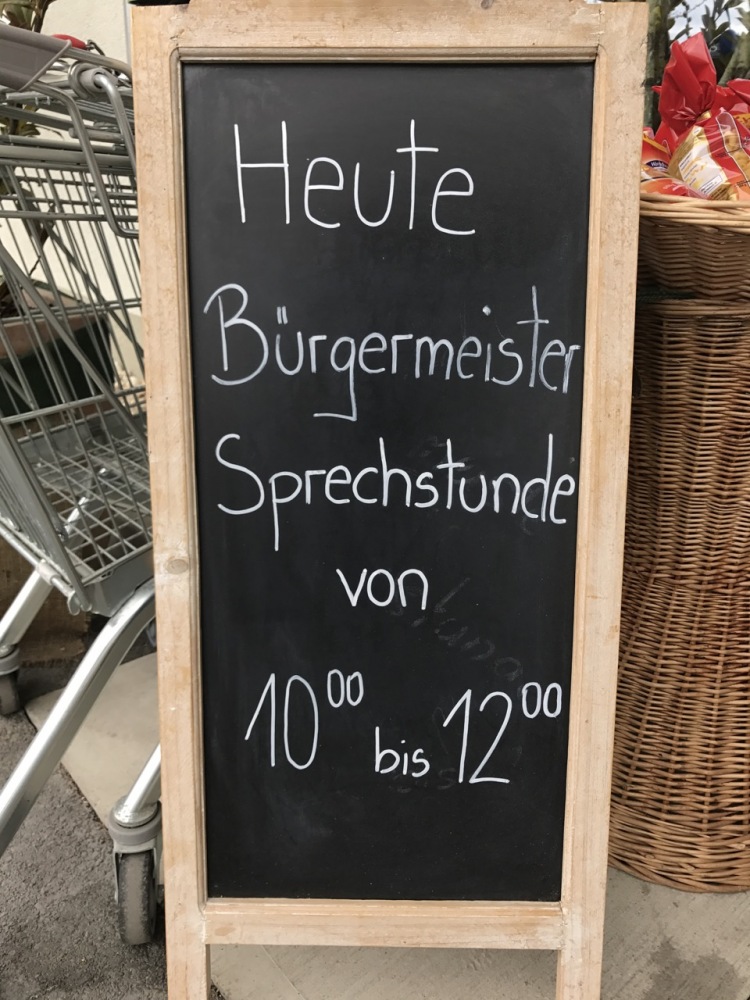 Heute
Bürgermeister
Sprechstunde
von
10⁰⁰ bis 12⁰⁰